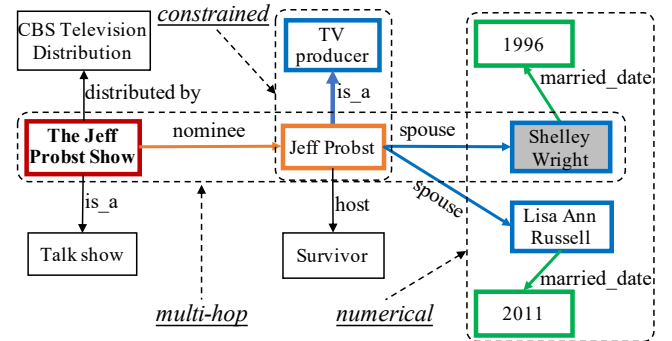 CBS Television
Distribution
constrained
TV
producer
1996
distributed by
is_a
married_date
The Jeff
Probst Show
nominee
Jeff Probst
spouse
Shelley
Wright
is_a
host
spouse
Lisa Ann
Russell
Talk show
Survivor
married_date
multi-hop
numerical
2011